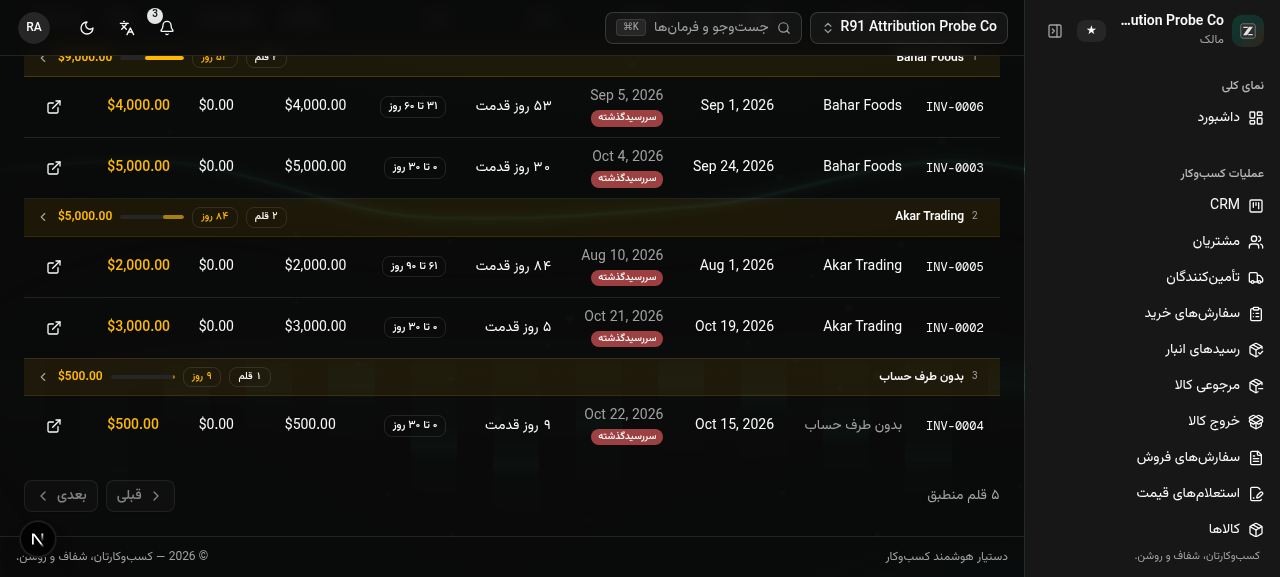 …ution Probe Co
مالک
★
نمای کلی
داشبورد
عملیات کسب‌وکار
CRM
مشتریان
تأمین‌کنندگان
سفارش‌های خرید
رسیدهای انبار
مرجوعی کالا
خروج کالا
سفارش‌های فروش
استعلام‌های قیمت
کالاها
کسب‌وکارتان، شفاف و روشن.
R91 Attribution Probe Co
جست‌وجو و فرمان‌ها ⌘K
3
RA
1 Bahar Foods ۲ قلم ۵۳ روز $9,000.00
INV-0006 Bahar Foods Sep 1, 2026 Sep 5, 2026 سررسیدگذشته ۵۳ روز قدمت ۳۱ تا ۶۰ روز $4,000.00 $0.00 $4,000.00
INV-0003 Bahar Foods Sep 24, 2026 Oct 4, 2026 سررسیدگذشته ۳۰ روز قدمت ۰ تا ۳۰ روز $5,000.00 $0.00 $5,000.00
2 Akar Trading ۲ قلم ۸۴ روز $5,000.00
INV-0005 Akar Trading Aug 1, 2026 Aug 10, 2026 سررسیدگذشته ۸۴ روز قدمت ۶۱ تا ۹۰ روز $2,000.00 $0.00 $2,000.00
INV-0002 Akar Trading Oct 19, 2026 Oct 21, 2026 سررسیدگذشته ۵ روز قدمت ۰ تا ۳۰ روز $3,000.00 $0.00 $3,000.00
3 بدون طرف حساب ۱ قلم ۹ روز $500.00
INV-0004 بدون طرف حساب Oct 15, 2026 Oct 22, 2026 سررسیدگذشته ۹ روز قدمت ۰ تا ۳۰ روز $500.00 $0.00 $500.00
۵ قلم منطبق
قبلی
بعدی
دستیار هوشمند کسب‌وکار
© 2026 — کسب‌وکارتان، شفاف و روشن.
N